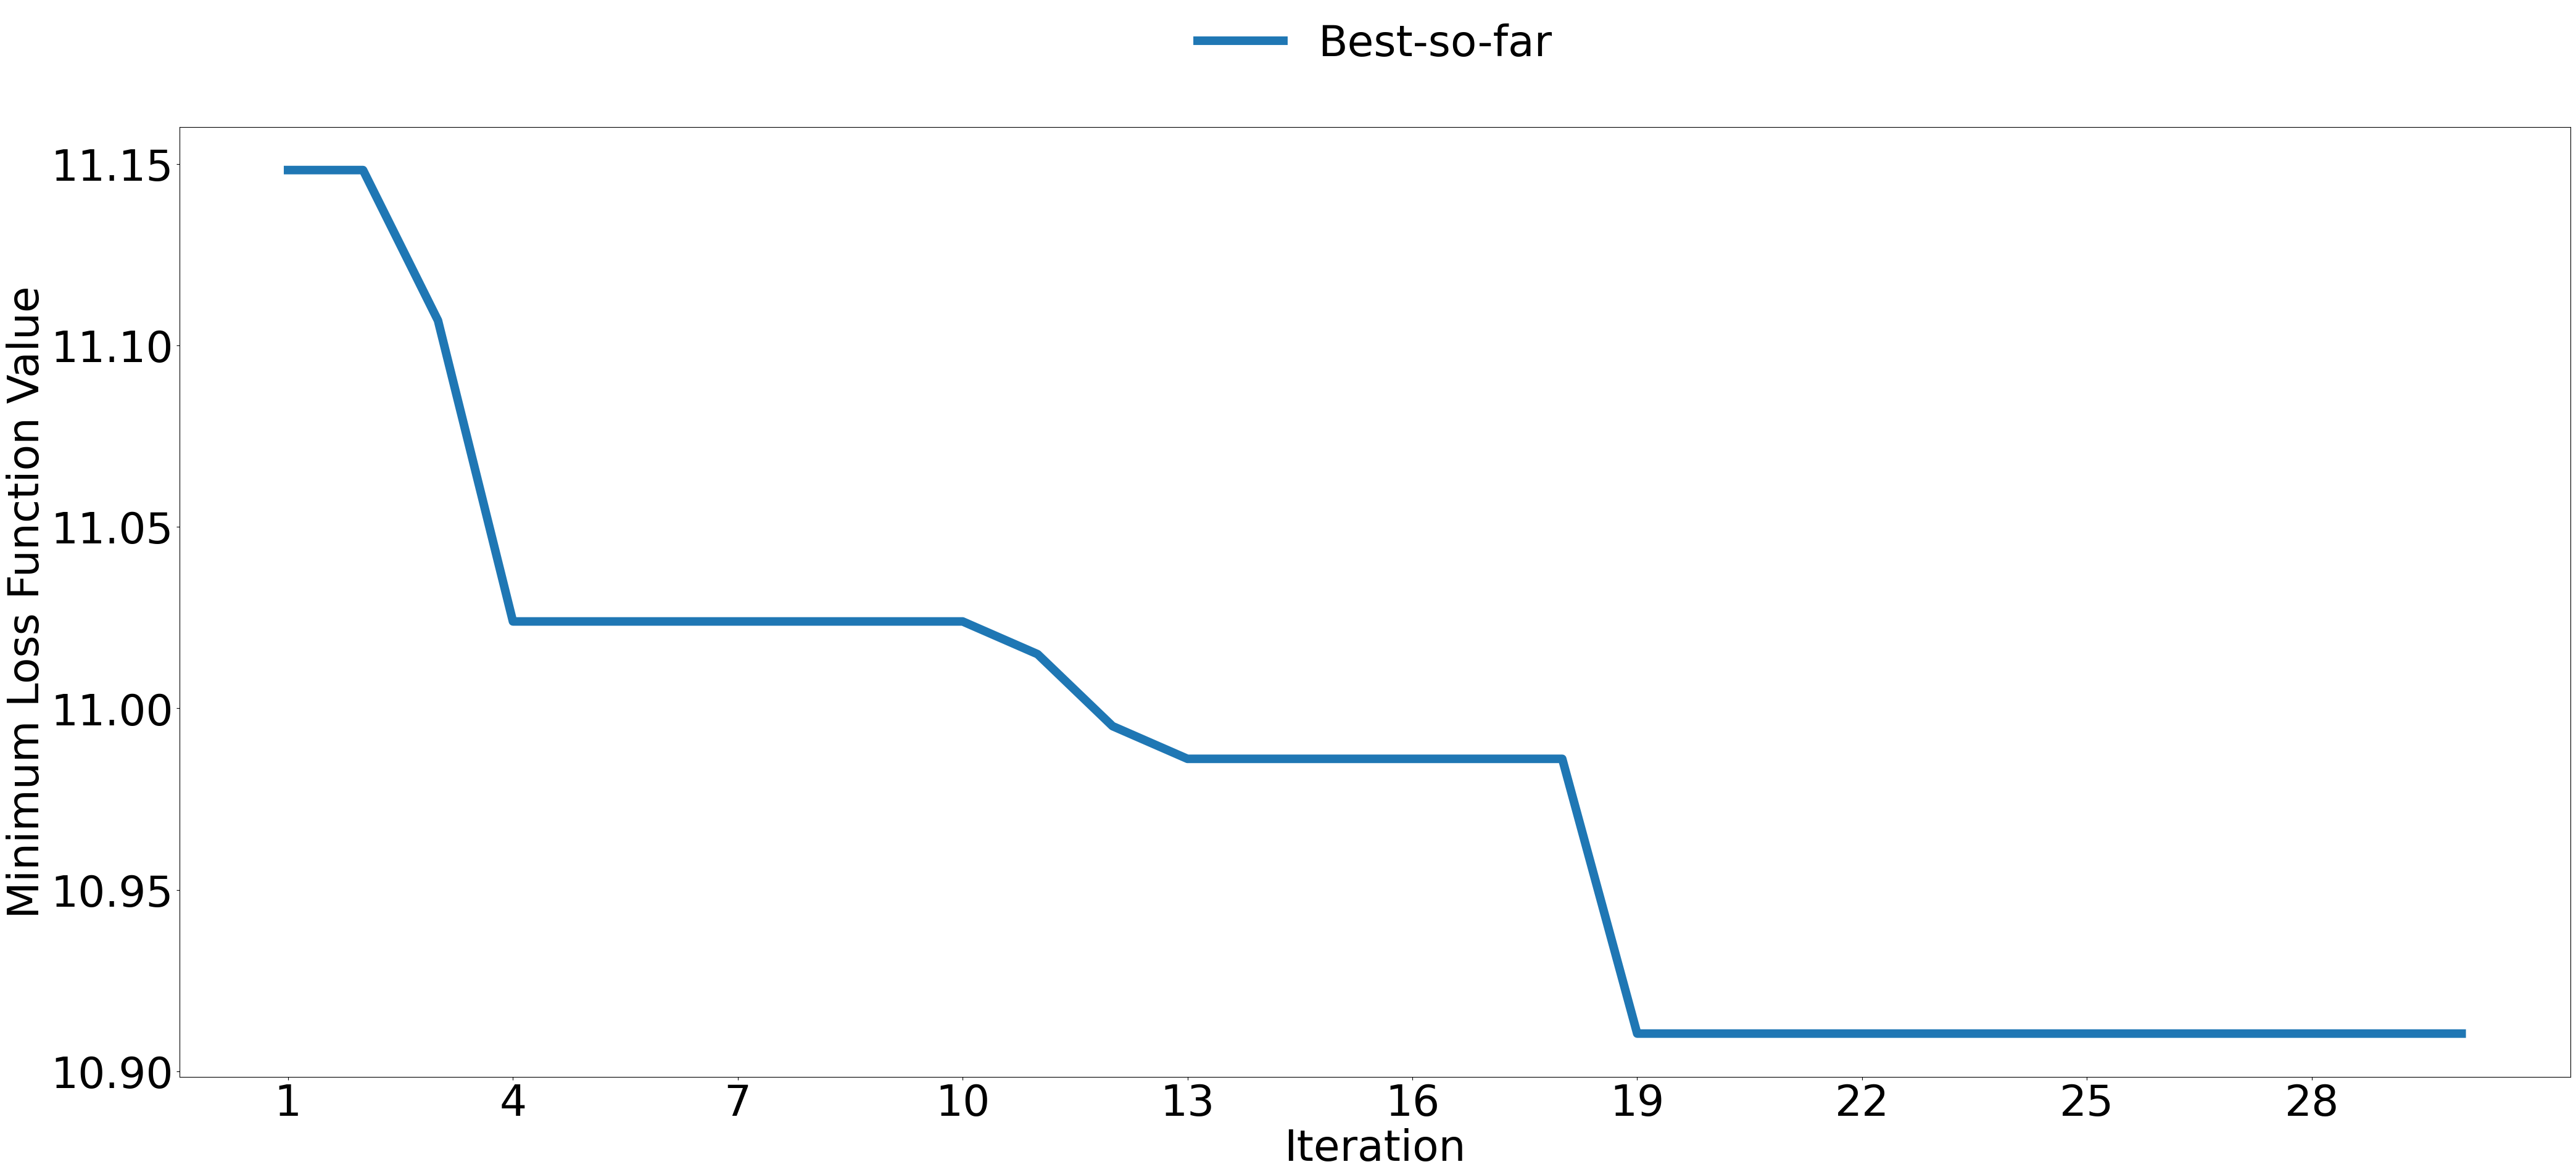 Best-so-far
Minimum Loss Function Value
11.15
11.10
11.05
11.00
10.95
10.90
1 4 7 10 13 16 19 22 25 28
Iteration